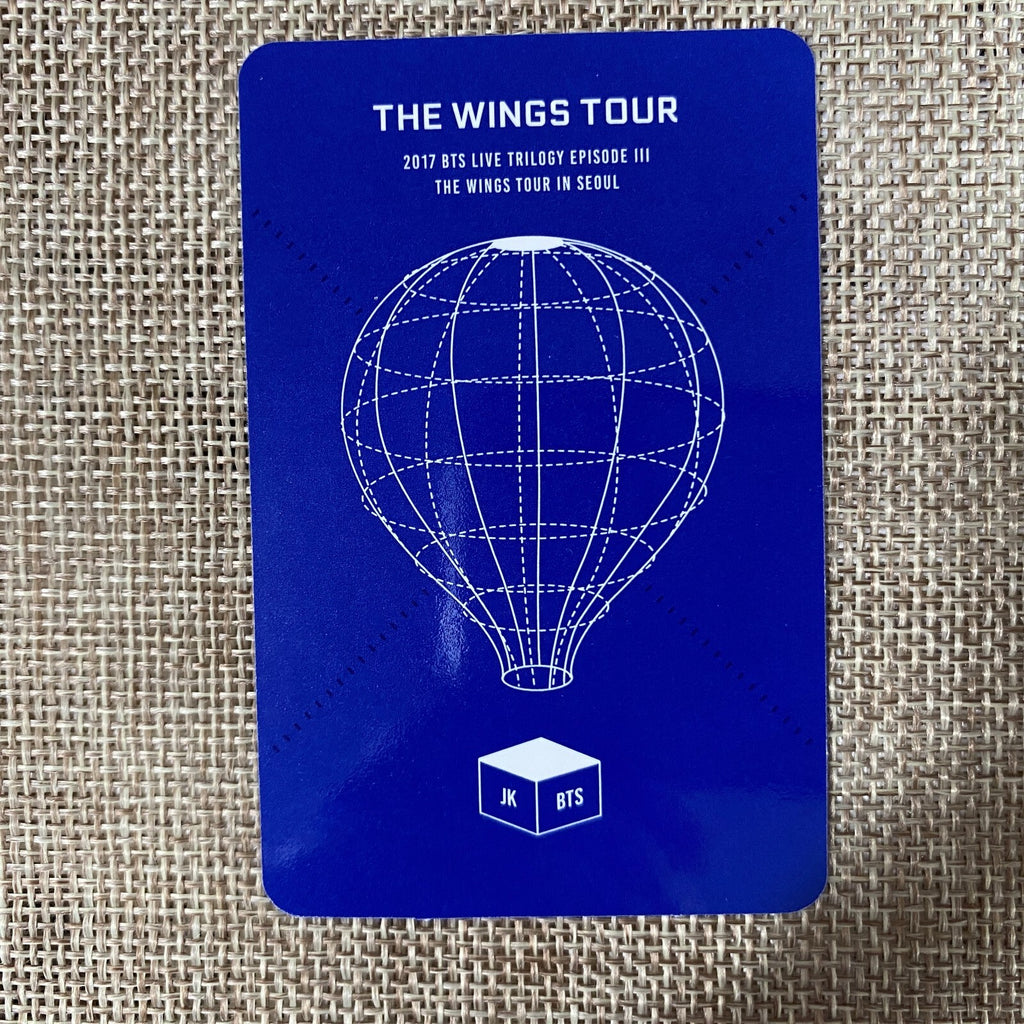 THE WINGS TOUR
2017 BTS LIVE TRILOGY EPISODE III
THE WINGS TOUR IN SEOUL
JK BTS